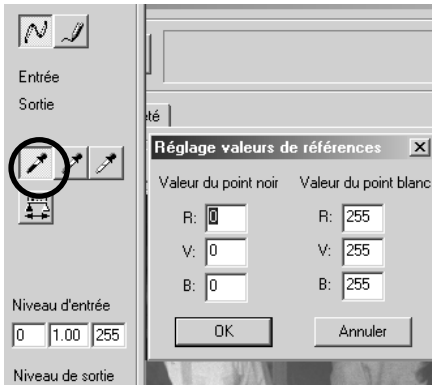 Entrée
Sortie
té
Réglage valeurs de références
Valeur du point noir Valeur du point blanc
R: 0 R: 255
V: 0 V: 255
B: 0 B: 255
OK Annuler
Niveau d'entrée
0 1.00 255
Niveau de sortie